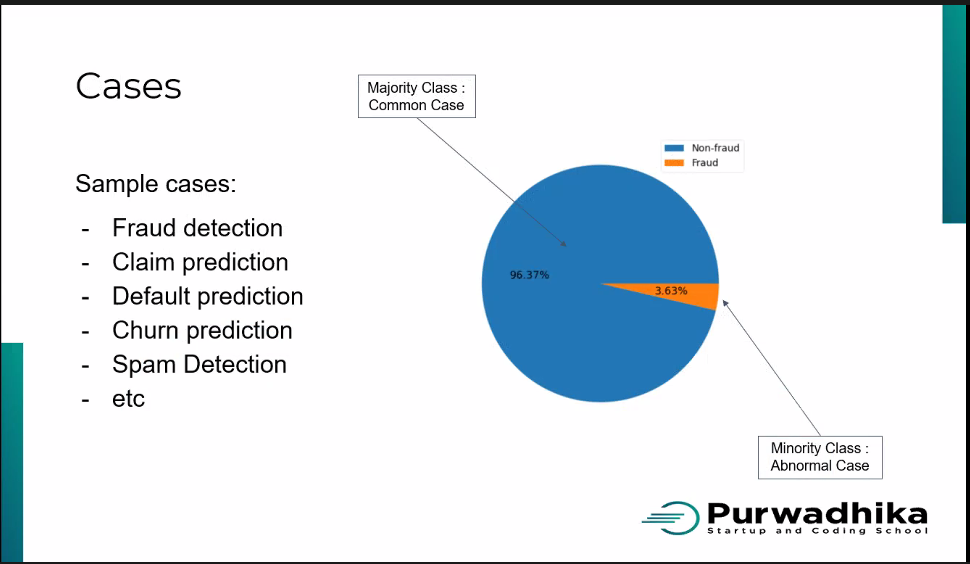 Cases
Majority Class :
Common Case
Non-fraud
Fraud
Sample cases:
- Fraud detection
- Claim prediction
- Default prediction
- Churn prediction
- Spam Detection
- etc
96.37%
3.63%
Minority Class :
Abnormal Case
Purwadhika
Startup and Coding School